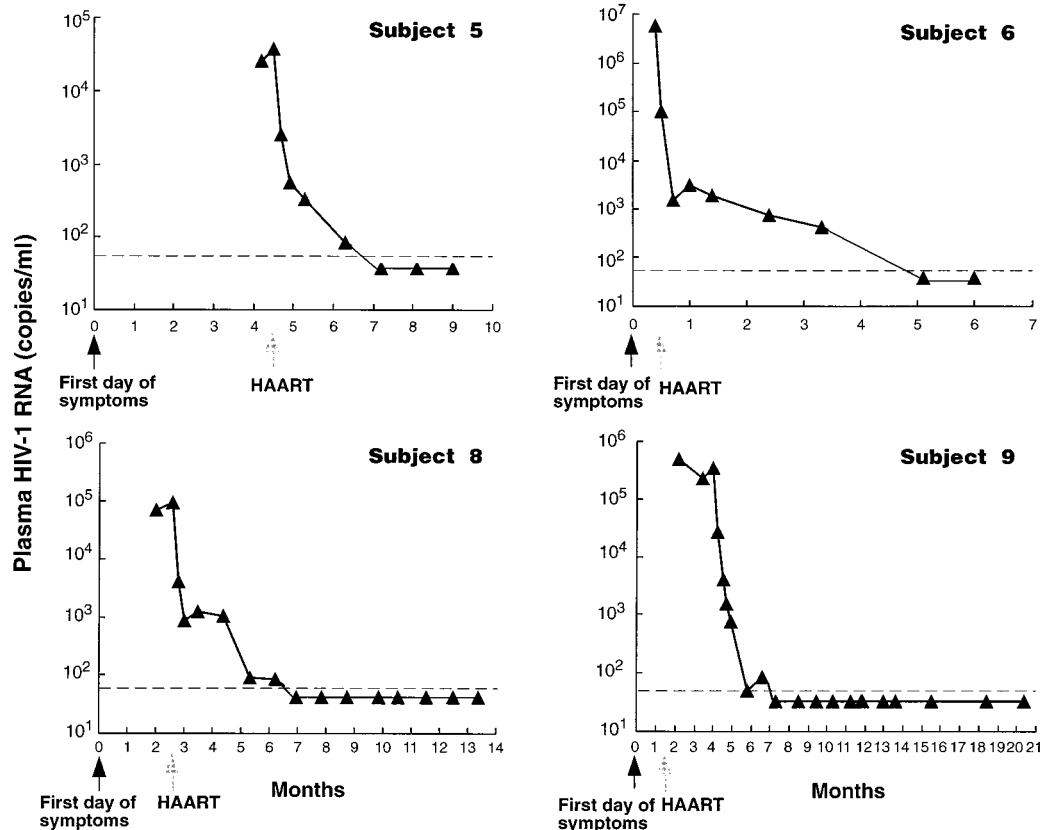 Plasma HIV-1 RNA (copies/ml)
Subject 5
10^5
10^4
10^3
10^2
10^1
0 1 2 3 4 5 6 7 8 9 10
First day of
symptoms
HAART
Subject 6
10^7
10^6
10^5
10^4
10^3
10^2
10^1
0 1 2 3 4 5 6 7
First day of HAART
symptoms
Subject 8
10^6
10^5
10^4
10^3
10^2
10^1
0 1 2 3 4 5 6 7 8 9 10 11 12 13 14
First day of
symptoms
HAART
Months
Subject 9
10^6
10^5
10^4
10^3
10^2
10^1
0 1 2 3 4 5 6 7 8 9 10 11 12 13 14 15 16 17 18 19 20 21
First day of HAART
symptoms
Months